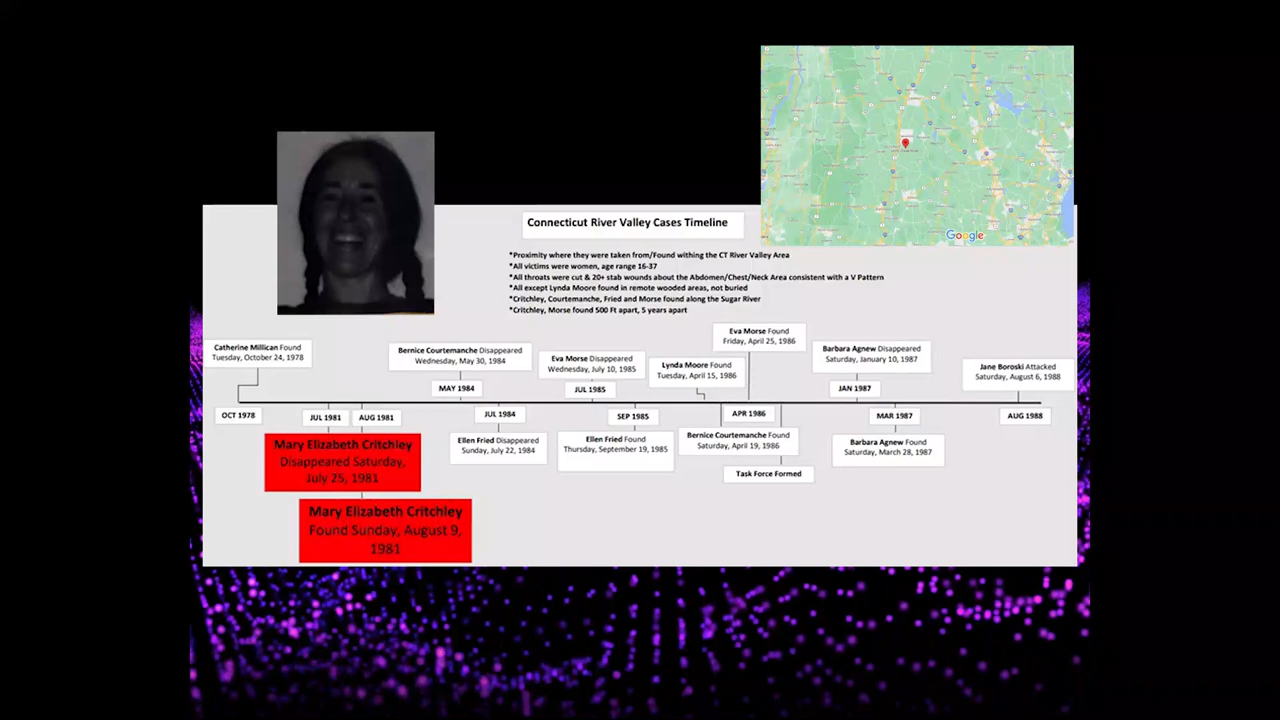 Google
Connecticut River Valley Cases Timeline
*Proximity where they were taken from/Found withing the CT River Valley Area
*All victims were women, age range 16-37
*All throats were cut & 20+ stab wounds about the Abdomen/Chest/Neck Area consistent with a V Pattern
*All except Lynda Moore found in remote wooded areas, not buried
*Critchley, Courtemanche, Fried and Morse found along the Sugar River
*Critchley, Morse found 500 Ft apart, 5 years apart
Catherine Millican Found
Tuesday, October 24, 1978
Bernice Courtemanche Disappeared
Wednesday, May 30, 1984
Eva Morse Disappeared
Wednesday, July 10, 1985
Lynda Moore Found
Tuesday, April 15, 1986
Eva Morse Found
Friday, April 25, 1986
Barbara Agnew Disappeared
Saturday, January 10, 1987
Jane Boroski Attacked
Saturday, August 6, 1988
MAY 1984
JUL 1985
JAN 1987
OCT 1978
JUL 1981
AUG 1981
JUL 1984
SEP 1985
APR 1986
MAR 1987
AUG 1988
Mary Elizabeth Critchley
Disappeared Saturday,
July 25, 1981
Mary Elizabeth Critchley
Found Sunday, August 9,
1981
Ellen Fried Disappeared
Sunday, July 22, 1984
Ellen Fried Found
Thursday, September 19, 1985
Bernice Courtemanche Found
Saturday, April 19, 1986
Task Force Formed
Barbara Agnew Found
Saturday, March 28, 1987